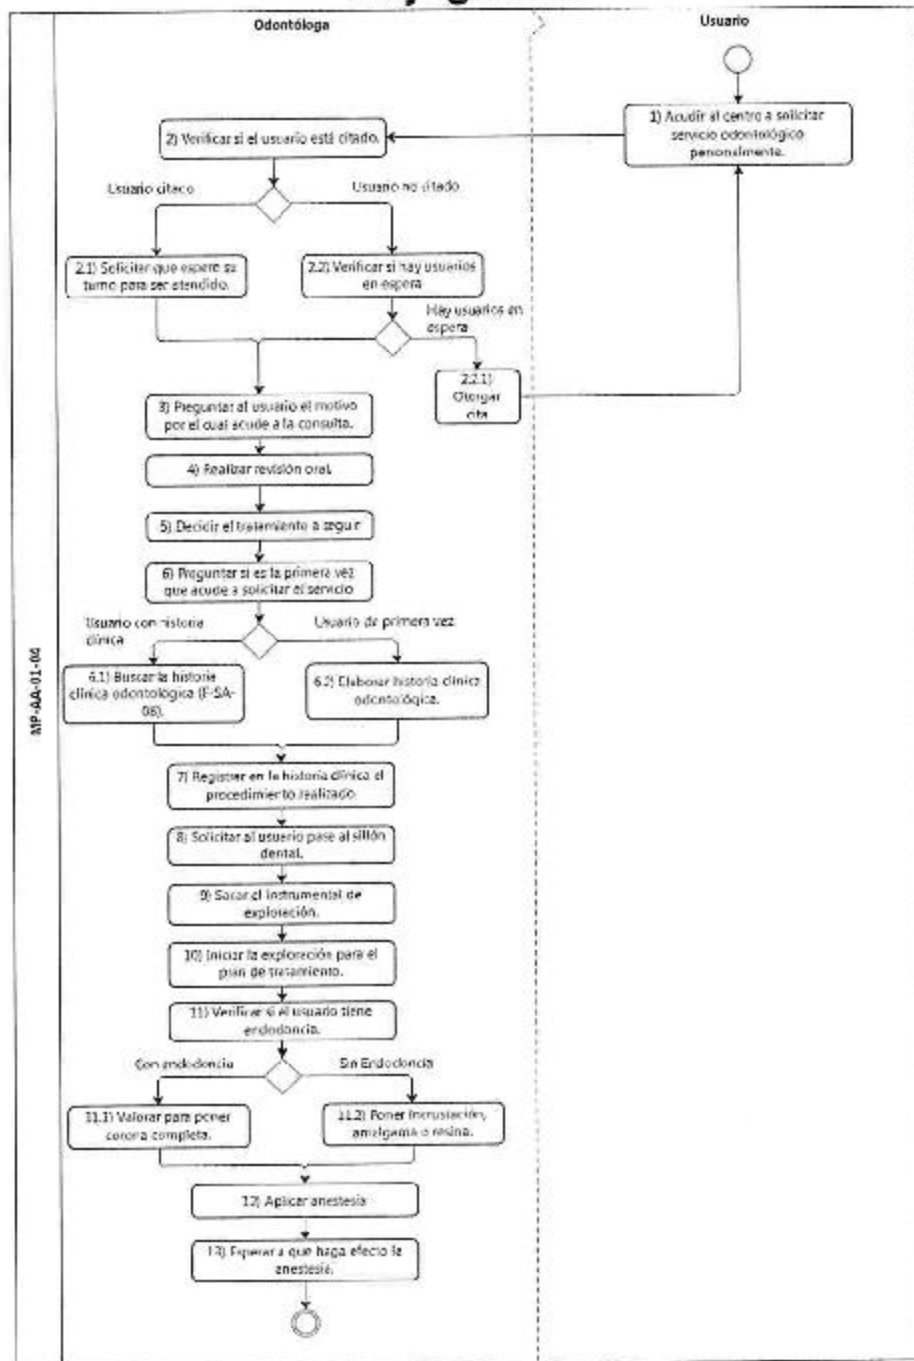 Odontóloga
Usuario
1) Acudir al centro a solicitar
servicio odontológico
personalmente.
2) Verificar si el usuario está citado.
Usuario citado
Usuario no citado
2.1) Solicitar que espere su
turno para ser atendido.
2.2) Verificar si hay usuarios
en espera
Hay usuarios en
espera
2.2.1)
Otorgar
cita
3) Preguntar al usuario el motivo
por el cual acude a la consulta.
4) Realizar revisión oral.
5) Decidir el tratamiento a seguir
6) Preguntar si es la primera vez
que acude a solicitar el servicio
Usuario con historia
clínica
Usuario de primera vez
6.1) Buscar la historia
clínica odontológica (F-SA-
08).
6.2) Elaborar historia clínica
odontológica.
MP-AA-01-04
7) Registrar en la historia clínica el
procedimiento realizado
8) Solicitar al usuario pase al sillón
dental.
9) Sacar el instrumental de
exploración.
10) Iniciar la exploración para el
plan de tratamiento.
11) Verificar si el usuario tiene
endodoncia.
Con endodoncia
Sin Endodoncia
11.1) Valorar para poner
corona completa.
11.2) Poner incrustación,
amalgama o resina.
12) Aplicar anestesia
13) Esperar a que haga efecto la
anestesia.